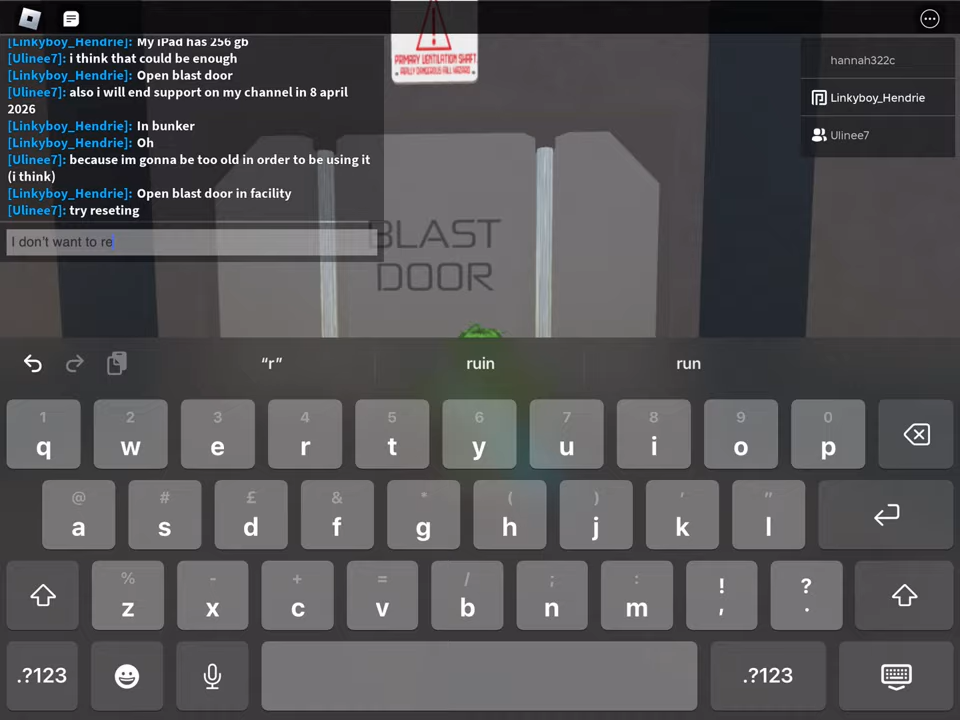 [Linkyboy_Hendrie]: My iPad has 256 gb
[Ulinee7]: i think that could be enough
[Linkyboy_Hendrie]: Open blast door
[Ulinee7]: also i will end support on my channel in 8 april
2026
[Linkyboy_Hendrie]: In bunker
[Linkyboy_Hendrie]: Oh
[Ulinee7]: because im gonna be too old in order to be using it
(i think)
[Linkyboy_Hendrie]: Open blast door in facility
[Ulinee7]: try reseting
I don't want to re
PRIMARY VENTILATION SHAFT
REALLY DANGEROUS FALL HAZARD
hannah322c
Linkyboy_Hendrie
Ulinee7
BLAST
DOOR
“r” ruin run
1 2 3 4 5 6 7 8 9 0
q w e r t y u i o p
@ # £ & * ( ) ' "
a s d f g h j k l
% - + = / ; : ! ?
z x c v b n m , .
.?123 .?123